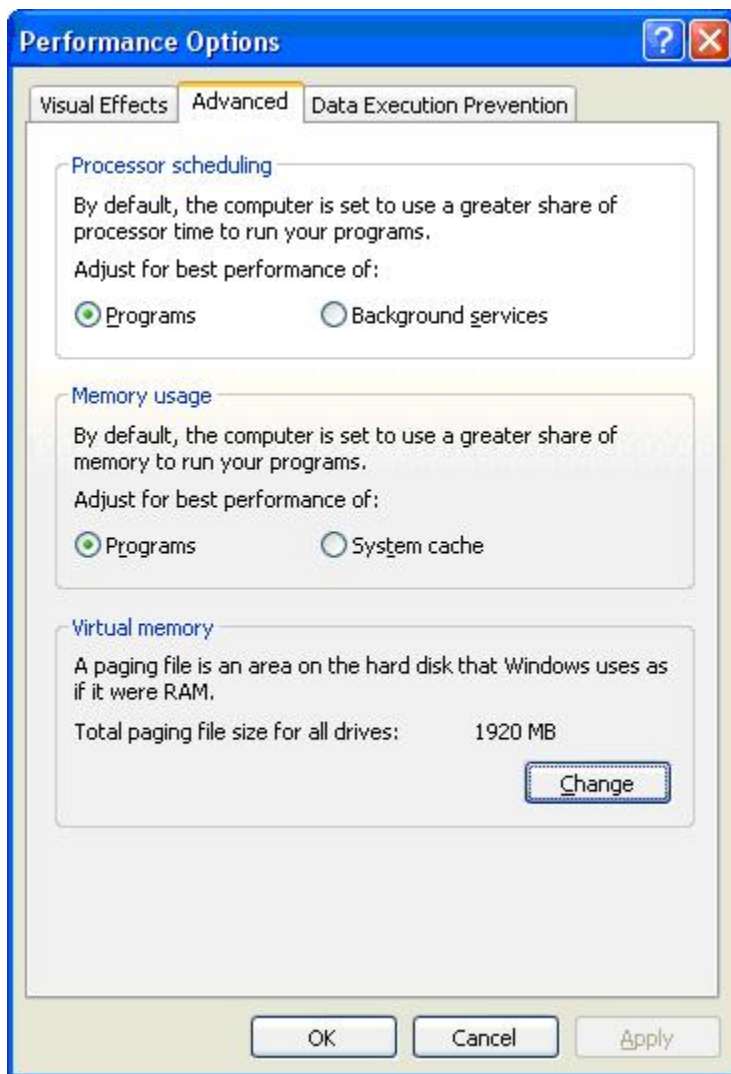 Performance Options
Visual Effects
Advanced
Data Execution Prevention
Processor scheduling
By default, the computer is set to use a greater share of
processor time to run your programs.
Adjust for best performance of:
Programs
Background services
Memory usage
By default, the computer is set to use a greater share of
memory to run your programs.
Adjust for best performance of:
Programs
System cache
Virtual memory
A paging file is an area on the hard disk that Windows uses as
if it were RAM.
Total paging file size for all drives: 1920 MB
Change
OK
Cancel
Apply